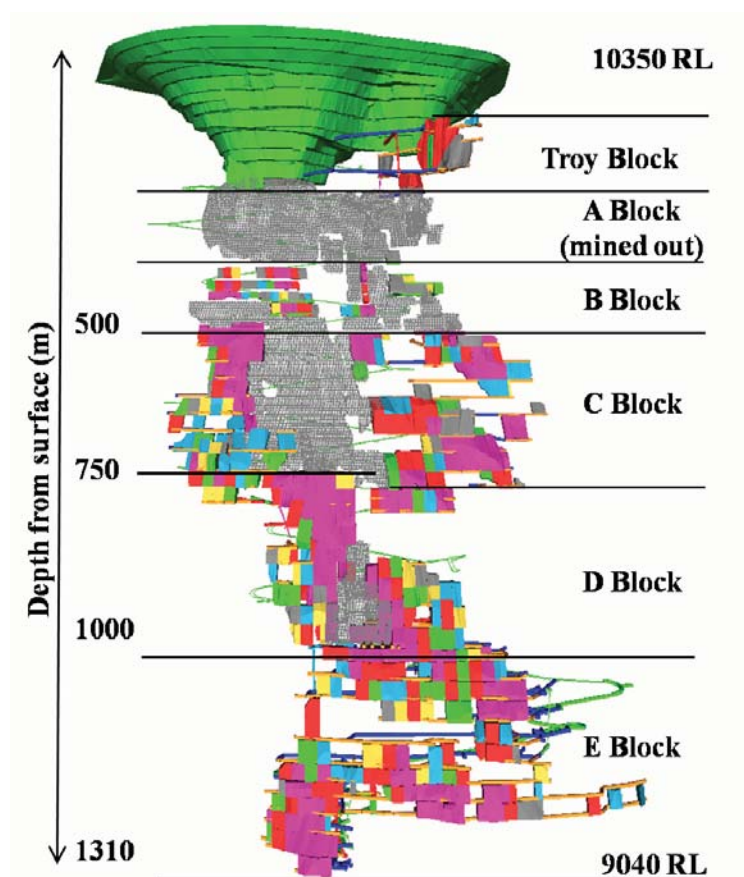 10350 RL
Troy Block
A Block
(mined out)
B Block
500
C Block
750
Depth from surface (m)
D Block
1000
E Block
1310
9040 RL